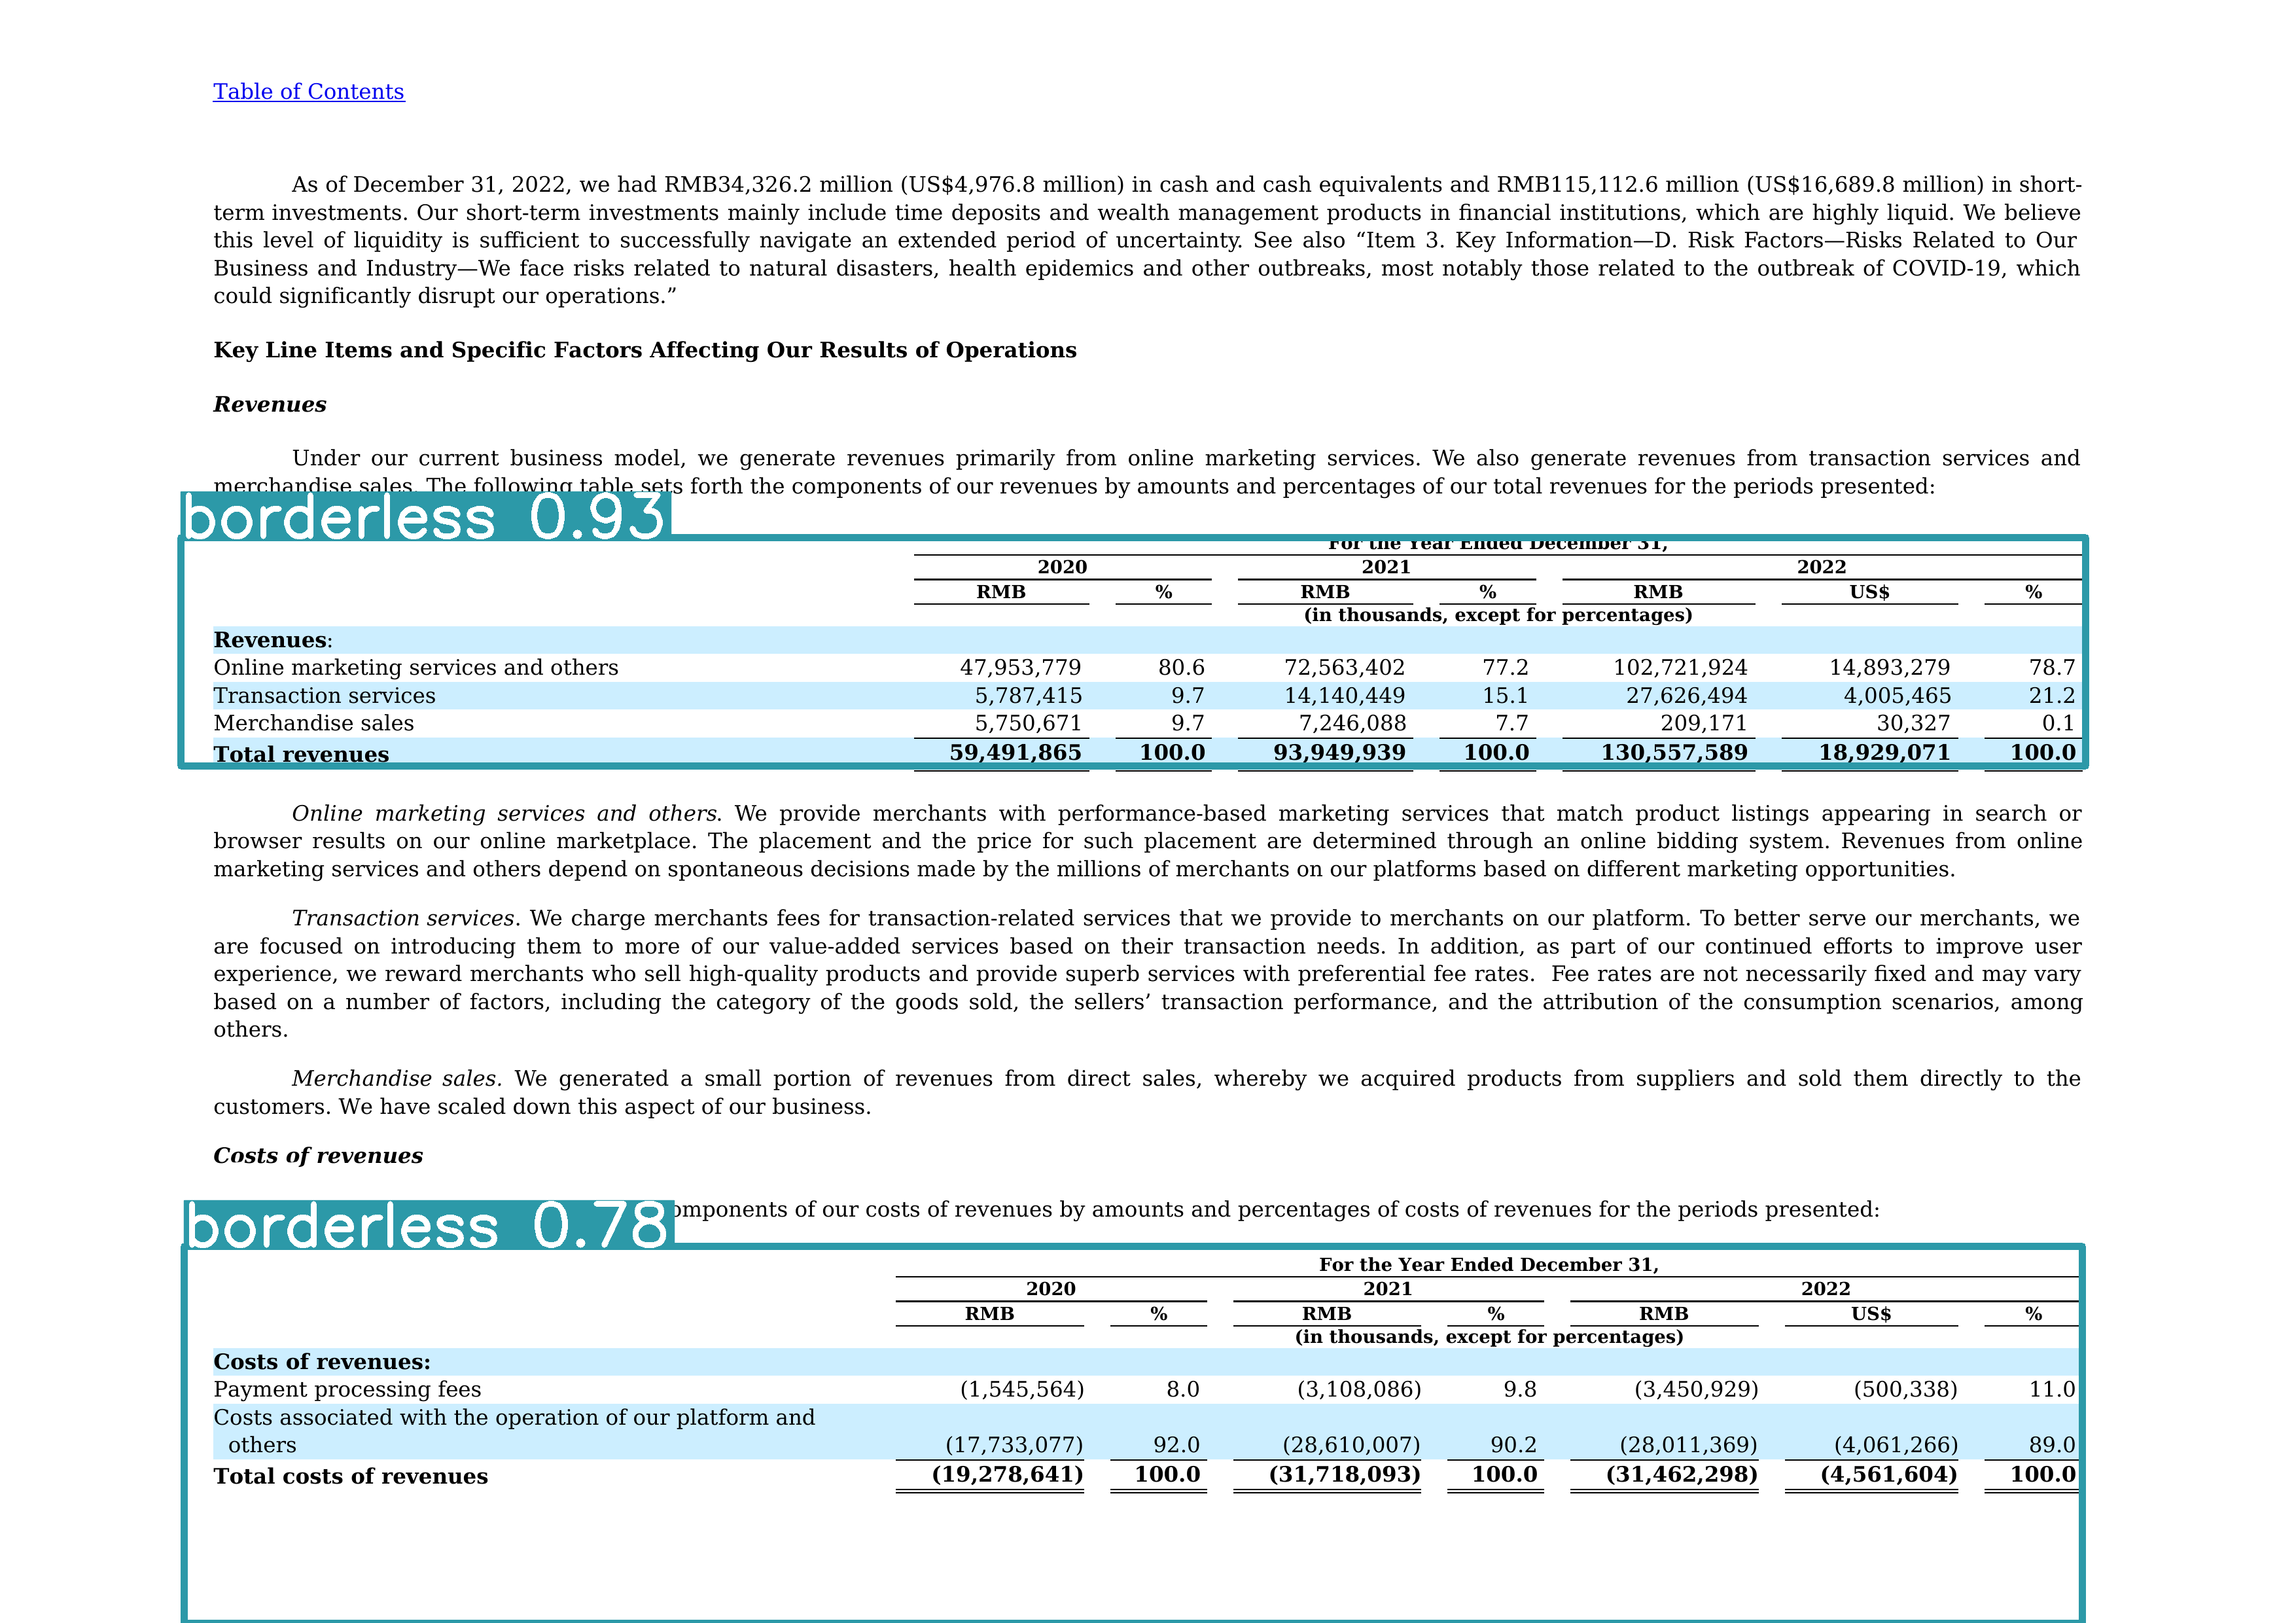 Table of Contents
As of December 31, 2022, we had RMB34,326.2 million (US$4,976.8 million) in cash and cash equivalents and RMB115,112.6 million (US$16,689.8 million) in short-
term investments. Our short-term investments mainly include time deposits and wealth management products in financial institutions, which are highly liquid. We believe
this level of liquidity is sufficient to successfully navigate an extended period of uncertainty. See also “Item 3. Key Information—D. Risk Factors—Risks Related to Our
Business and Industry—We face risks related to natural disasters, health epidemics and other outbreaks, most notably those related to the outbreak of COVID-19, which
could significantly disrupt our operations.”
Key Line Items and Specific Factors Affecting Our Results of Operations
Revenues
Under our current business model, we generate revenues primarily from online marketing services. We also generate revenues from transaction services and
merchandise sales. The following table sets forth the components of our revenues by amounts and percentages of our total revenues for the periods presented:
borderless 0.93
For the Year Ended December 31,
2020 2021 2022
RMB % RMB % RMB US$ %
(in thousands, except for percentages)
Revenues:
Online marketing services and others 47,953,779 80.6 72,563,402 77.2 102,721,924 14,893,279 78.7
Transaction services 5,787,415 9.7 14,140,449 15.1 27,626,494 4,005,465 21.2
Merchandise sales 5,750,671 9.7 7,246,088 7.7 209,171 30,327 0.1
Total revenues 59,491,865 100.0 93,949,939 100.0 130,557,589 18,929,071 100.0
Online marketing services and others. We provide merchants with performance-based marketing services that match product listings appearing in search or
browser results on our online marketplace. The placement and the price for such placement are determined through an online bidding system. Revenues from online
marketing services and others depend on spontaneous decisions made by the millions of merchants on our platforms based on different marketing opportunities.
Transaction services. We charge merchants fees for transaction-related services that we provide to merchants on our platform. To better serve our merchants, we
are focused on introducing them to more of our value-added services based on their transaction needs. In addition, as part of our continued efforts to improve user
experience, we reward merchants who sell high-quality products and provide superb services with preferential fee rates. Fee rates are not necessarily fixed and may vary
based on a number of factors, including the category of the goods sold, the sellers’ transaction performance, and the attribution of the consumption scenarios, among
others.
Merchandise sales. We generated a small portion of revenues from direct sales, whereby we acquired products from suppliers and sold them directly to the
customers. We have scaled down this aspect of our business.
Costs of revenues
borderless 0.78
omponents of our costs of revenues by amounts and percentages of costs of revenues for the periods presented:
For the Year Ended December 31,
2020 2021 2022
RMB % RMB % RMB US$ %
(in thousands, except for percentages)
Costs of revenues:
Payment processing fees (1,545,564) 8.0 (3,108,086) 9.8 (3,450,929) (500,338) 11.0
Costs associated with the operation of our platform and
others (17,733,077) 92.0 (28,610,007) 90.2 (28,011,369) (4,061,266) 89.0
Total costs of revenues (19,278,641) 100.0 (31,718,093) 100.0 (31,462,298) (4,561,604) 100.0